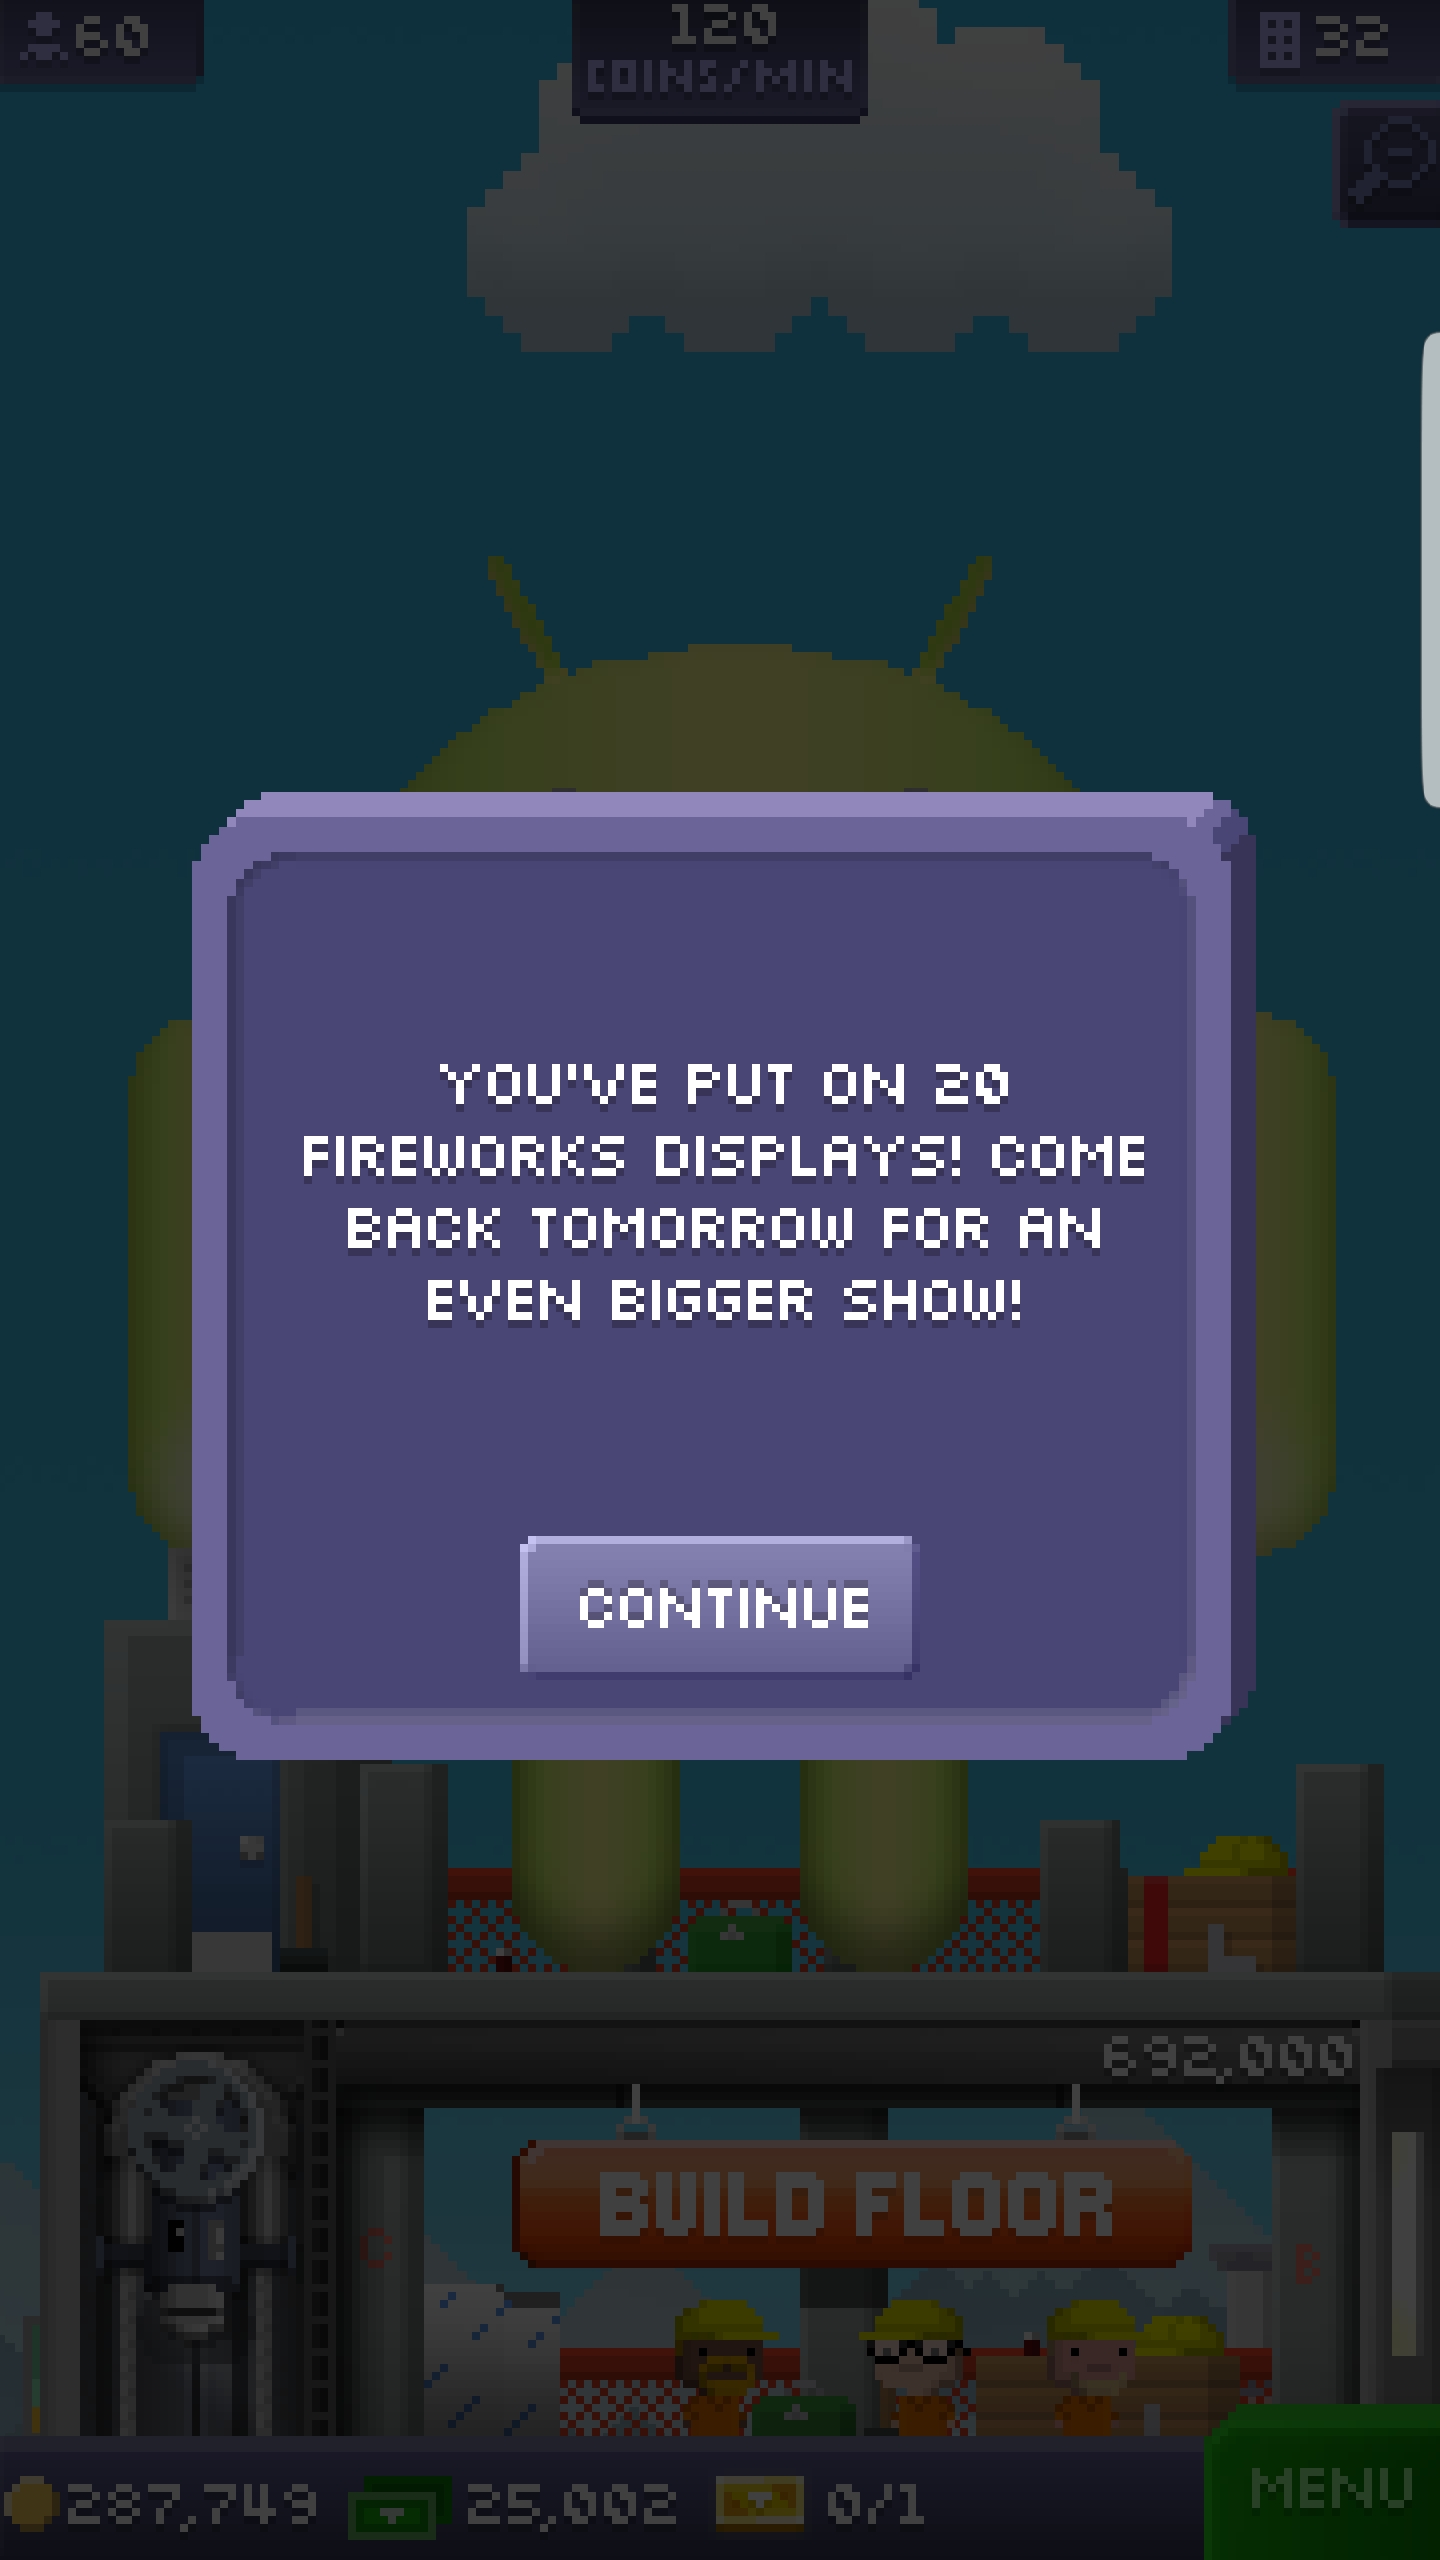 60
120
COINS/MIN
32
YOU'VE PUT ON 20
FIREWORKS DISPLAYS! COME
BACK TOMORROW FOR AN
EVEN BIGGER SHOW!
CONTINUE
692,000
BUILD FLOOR
C
B
287,749
25,002
0/1
MENU